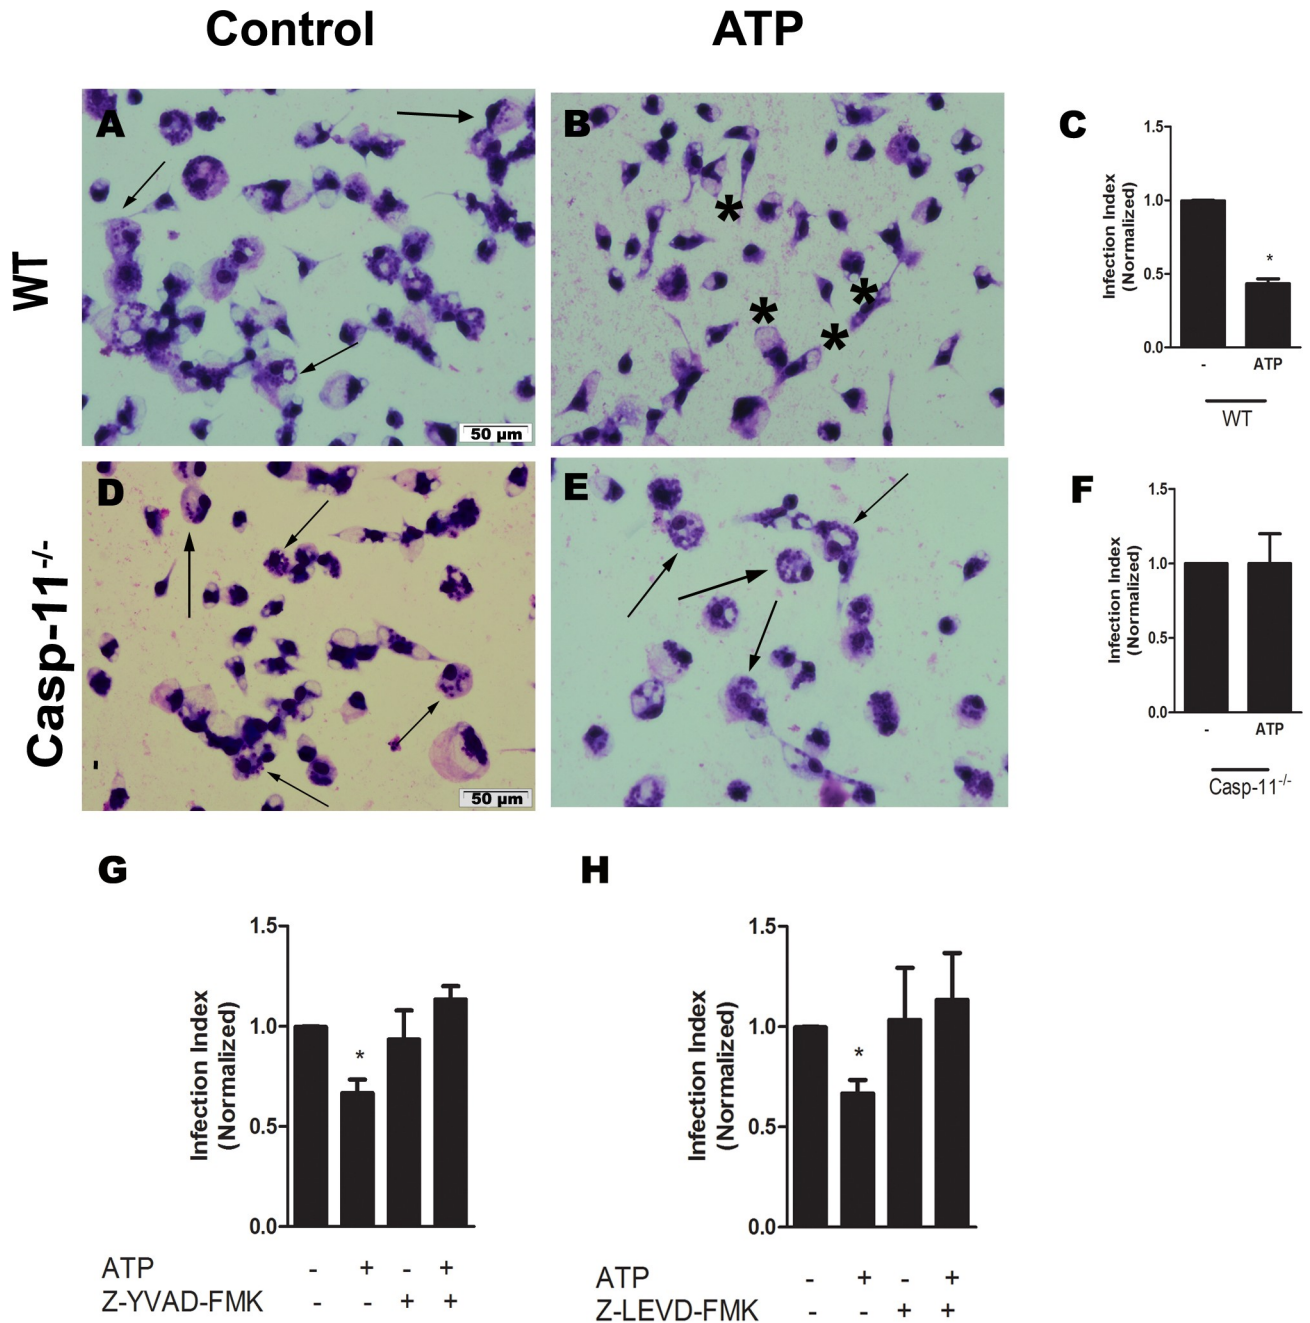 Control
ATP
WT
A
50 µm
B
*
*
*
*
C
Infection Index
(Normalized)
1.5
1.0
0.5
0.0
*
-
ATP
WT
Casp-11-/-
D
50 µm
E
F
Infection Index
(Normalized)
1.5
1.0
0.5
0.0
-
ATP
Casp-11-/-
G
Infection Index
(Normalized)
1.5
1.0
0.5
0.0
*
ATP - + - +
Z-YVAD-FMK - - + +
H
Infection Index
(Normalized)
1.5
1.0
0.5
0.0
*
ATP - + - +
Z-LEVD-FMK - - + +